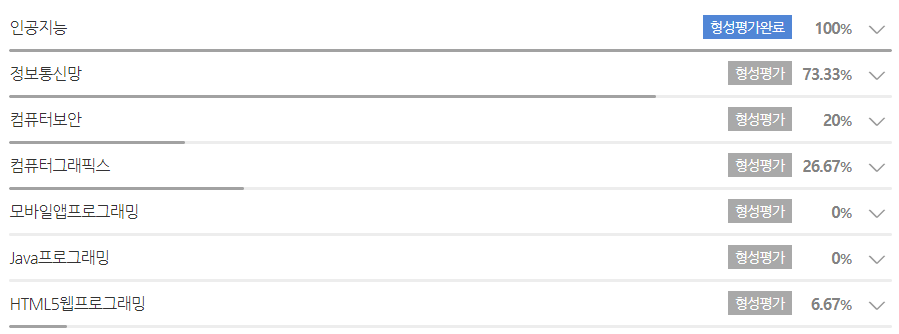 인공지능 형성평가완료 100%
정보통신망 형성평가 73.33%
컴퓨터보안 형성평가 20%
컴퓨터그래픽스 형성평가 26.67%
모바일앱프로그래밍 형성평가 0%
Java프로그래밍 형성평가 0%
HTML5웹프로그래밍 형성평가 6.67%